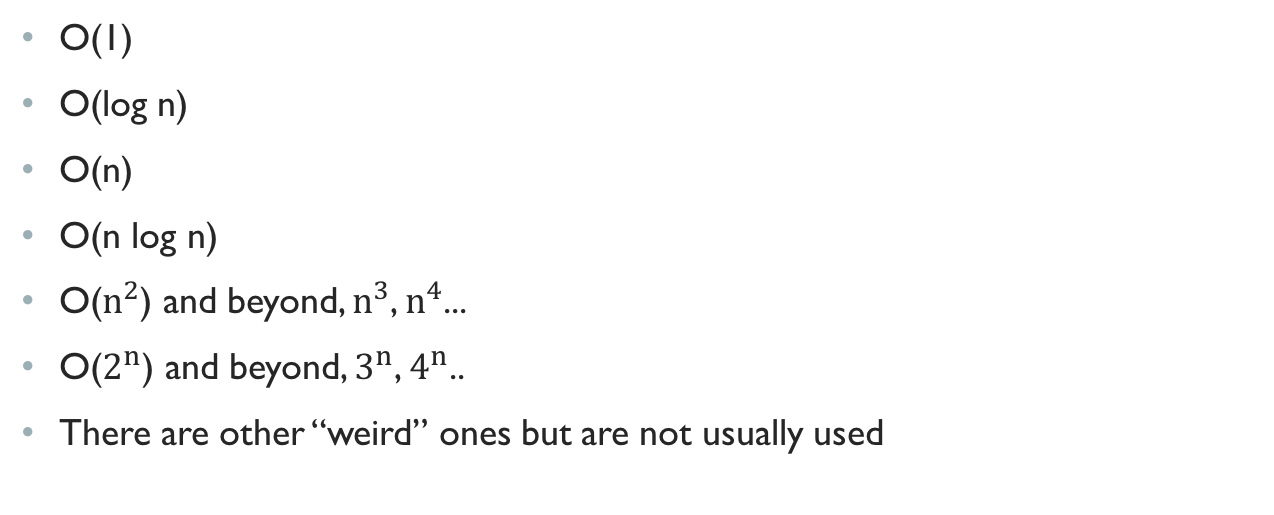 • O(1)
• O(log n)
• O(n)
• O(n log n)
• O(n²) and beyond, n³, n⁴...
• O(2ⁿ) and beyond, 3ⁿ, 4ⁿ..
• There are other “weird” ones but are not usually used